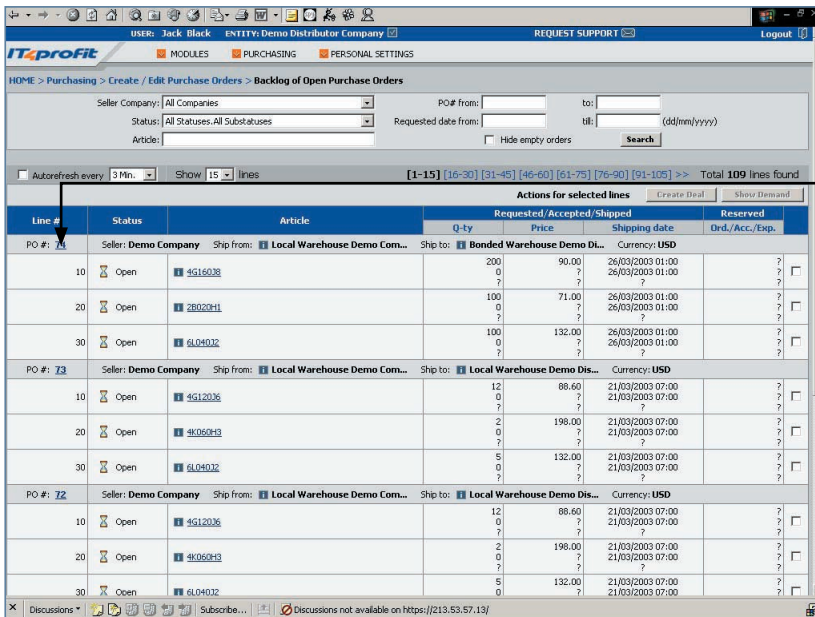 USER: Jack Black ENTITY: Demo Distributor Company REQUEST SUPPORT Logout
IT4profit MODULES PURCHASING PERSONAL SETTINGS
HOME > Purchasing > Create / Edit Purchase Orders > Backlog of Open Purchase Orders
Seller Company: All Companies PO# from: to:
Status: All Statuses.All Substatuses Requested date from: till: (dd/mm/yyyy)
Article: Hide empty orders Search
Autorefresh every 3 Min. Show 15 lines [1-15] [16-30] [31-45] [46-60] [61-75] [76-90] [91-105] >> Total 109 lines found
Actions for selected lines Create Deal Show Demand
Line # Status Article Requested/Accepted/Shipped Reserved
Q-ty Price Shipping date Ord./Acc./Exp.
PO #: 74 Seller: Demo Company Ship from: Local Warehouse Demo Com... Ship to: Bonded Warehouse Demo Di... Currency: USD
200 90.00 26/03/2003 01:00 ?
10 Open 4G160J8 0 ? 26/03/2003 01:00 ?
? ? ? ?
100 71.00 26/03/2003 01:00 ?
20 Open 2B020H1 0 ? 26/03/2003 01:00 ?
? ? ? ?
100 132.00 26/03/2003 01:00 ?
30 Open 6L040J2 0 ? 26/03/2003 01:00 ?
? ? ? ?
PO #: 73 Seller: Demo Company Ship from: Local Warehouse Demo Com... Ship to: Local Warehouse Demo Dis... Currency: USD
12 88.60 21/03/2003 07:00 ?
10 Open 4G120J6 0 ? 21/03/2003 07:00 ?
? ? ? ?
2 198.00 21/03/2003 07:00 ?
20 Open 4K060H3 0 ? 21/03/2003 07:00 ?
? ? ? ?
5 132.00 21/03/2003 07:00 ?
30 Open 6L040J2 0 ? 21/03/2003 07:00 ?
? ? ? ?
PO #: 72 Seller: Demo Company Ship from: Local Warehouse Demo Com... Ship to: Local Warehouse Demo Dis... Currency: USD
12 88.60 21/03/2003 07:00 ?
10 Open 4G120J6 0 ? 21/03/2003 07:00 ?
? ? ? ?
2 198.00 21/03/2003 07:00 ?
20 Open 4K060H3 0 ? 21/03/2003 07:00 ?
? ? ? ?
5 132.00 21/03/2003 07:00 ?
30 Open 6L040J2 0 ? 21/03/2003 07:00 ?
Discussions Subscribe... Discussions not available on https://213.53.57.13/